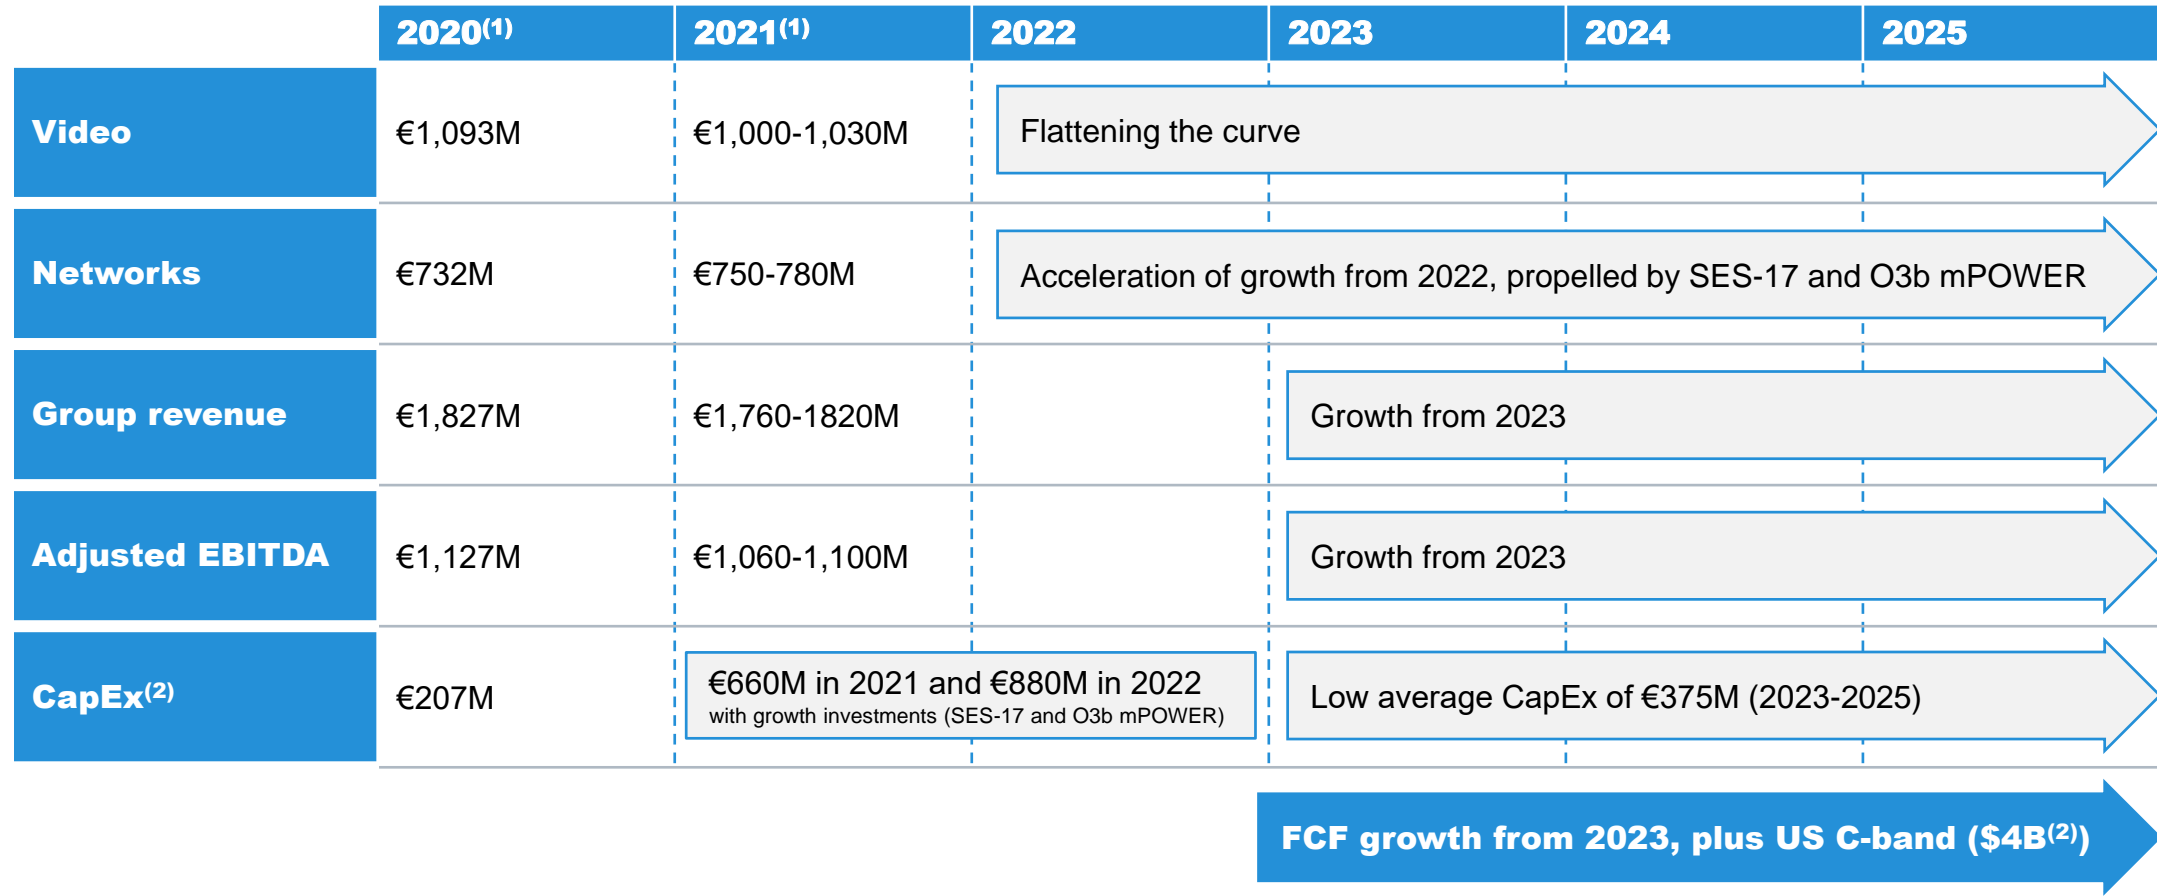 2020(1) 2021(1) 2022 2023 2024 2025
Video €1,093M €1,000-1,030M Flattening the curve
Networks €732M €750-780M Acceleration of growth from 2022, propelled by SES-17 and O3b mPOWER
Group revenue €1,827M €1,760-1820M Growth from 2023
Adjusted EBITDA €1,127M €1,060-1,100M Growth from 2023
CapEx(2) €207M €660M in 2021 and €880M in 2022
with growth investments (SES-17 and O3b mPOWER)
Low average CapEx of €375M (2023-2025)
FCF growth from 2023, plus US C-band ($4B(2))